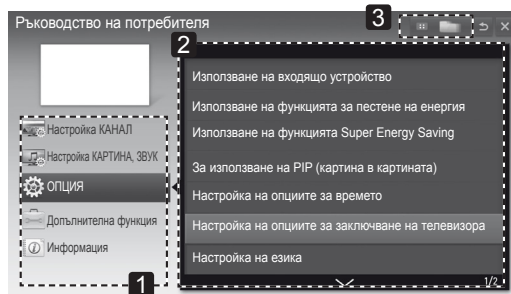 Ръководство на потребителя
3
2
Настройка КАНАЛ
Настройка КАРТИНА, ЗВУК
ОПЦИЯ
Допълнителна функция
Информация
1
Използване на входящо устройство
Използване на функцията за пестене на енергия
Използване на функцията Super Energy Saving
За използване на PIP (картина в картината)
Настройка на опциите за времето
Настройка на опциите за заключване на телевизора
Настройка на езика
1/2